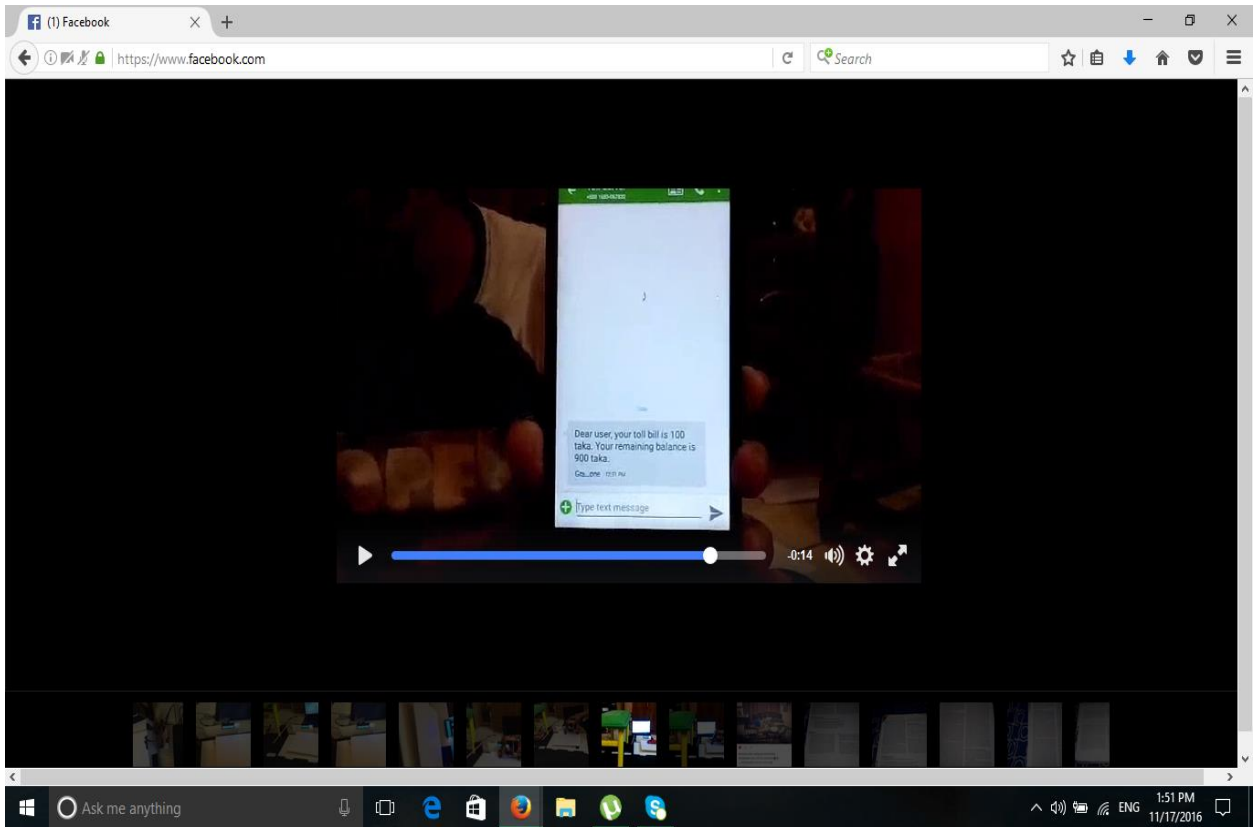 (1) Facebook
https://www.facebook.com
Search
Dear user, your toll bill is 100
taka. Your remaining balance is
900 taka.
Type text message
-0:14
Ask me anything
ENG
1:51 PM
11/17/2016